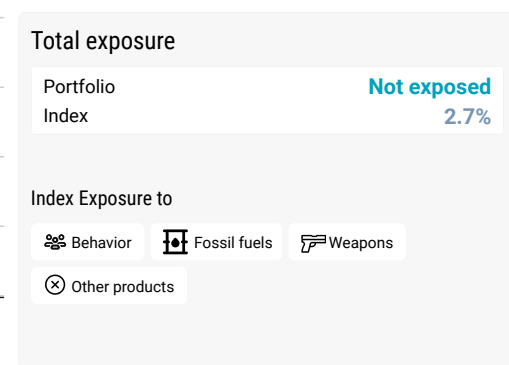 Total exposure
Portfolio Not exposed
Index 2.7%
Index Exposure to
Behavior Fossil fuels Weapons
Other products